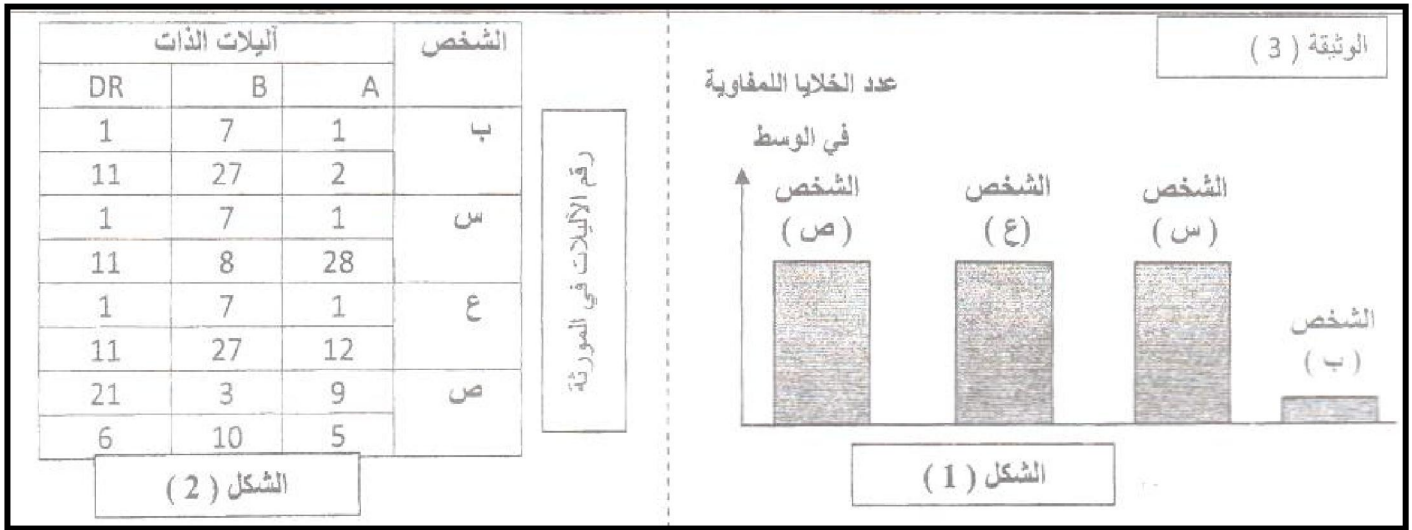 الوثيقة ( 3 )
عدد الخلايا اللمفاوية
في الوسط
الشخص
( س )
الشخص
(ع )
الشخص
( ص )
الشخص
( ب )
الشكل ( 1 )
رقم الآليلات في المورثة
الشخص آليلات الذات
A B DR
ب 1 7 1
2 27 11
س 1 7 1
28 8 11
ع 1 7 1
12 27 11
ص 9 3 21
5 10 6
الشكل ( 2 )